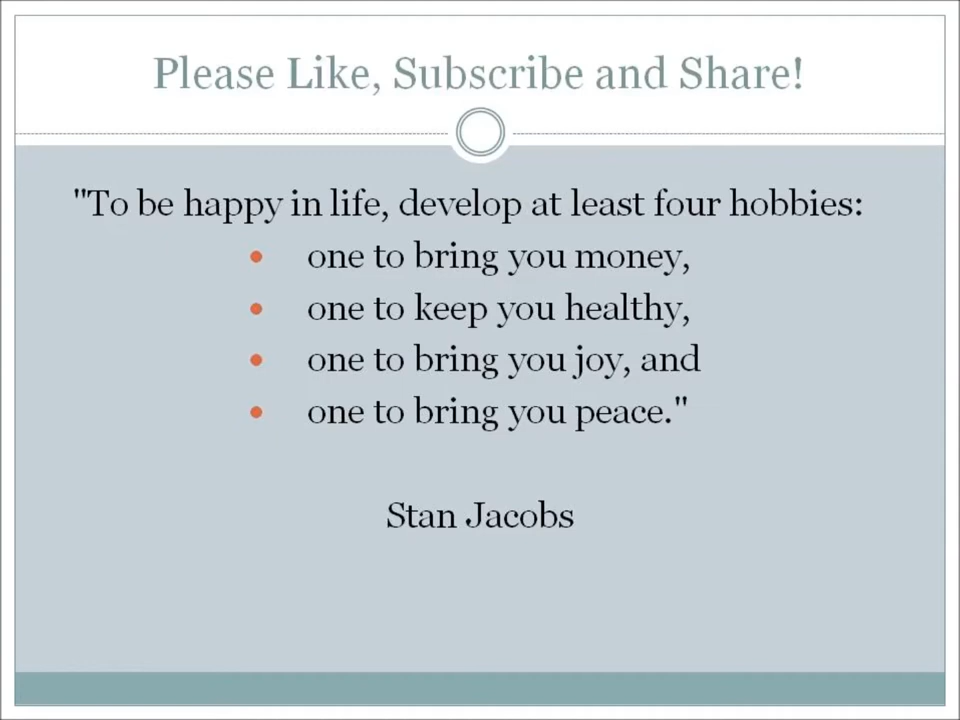 Please Like, Subscribe and Share!
"To be happy in life, develop at least four hobbies:
• one to bring you money,
• one to keep you healthy,
• one to bring you joy, and
• one to bring you peace."
Stan Jacobs